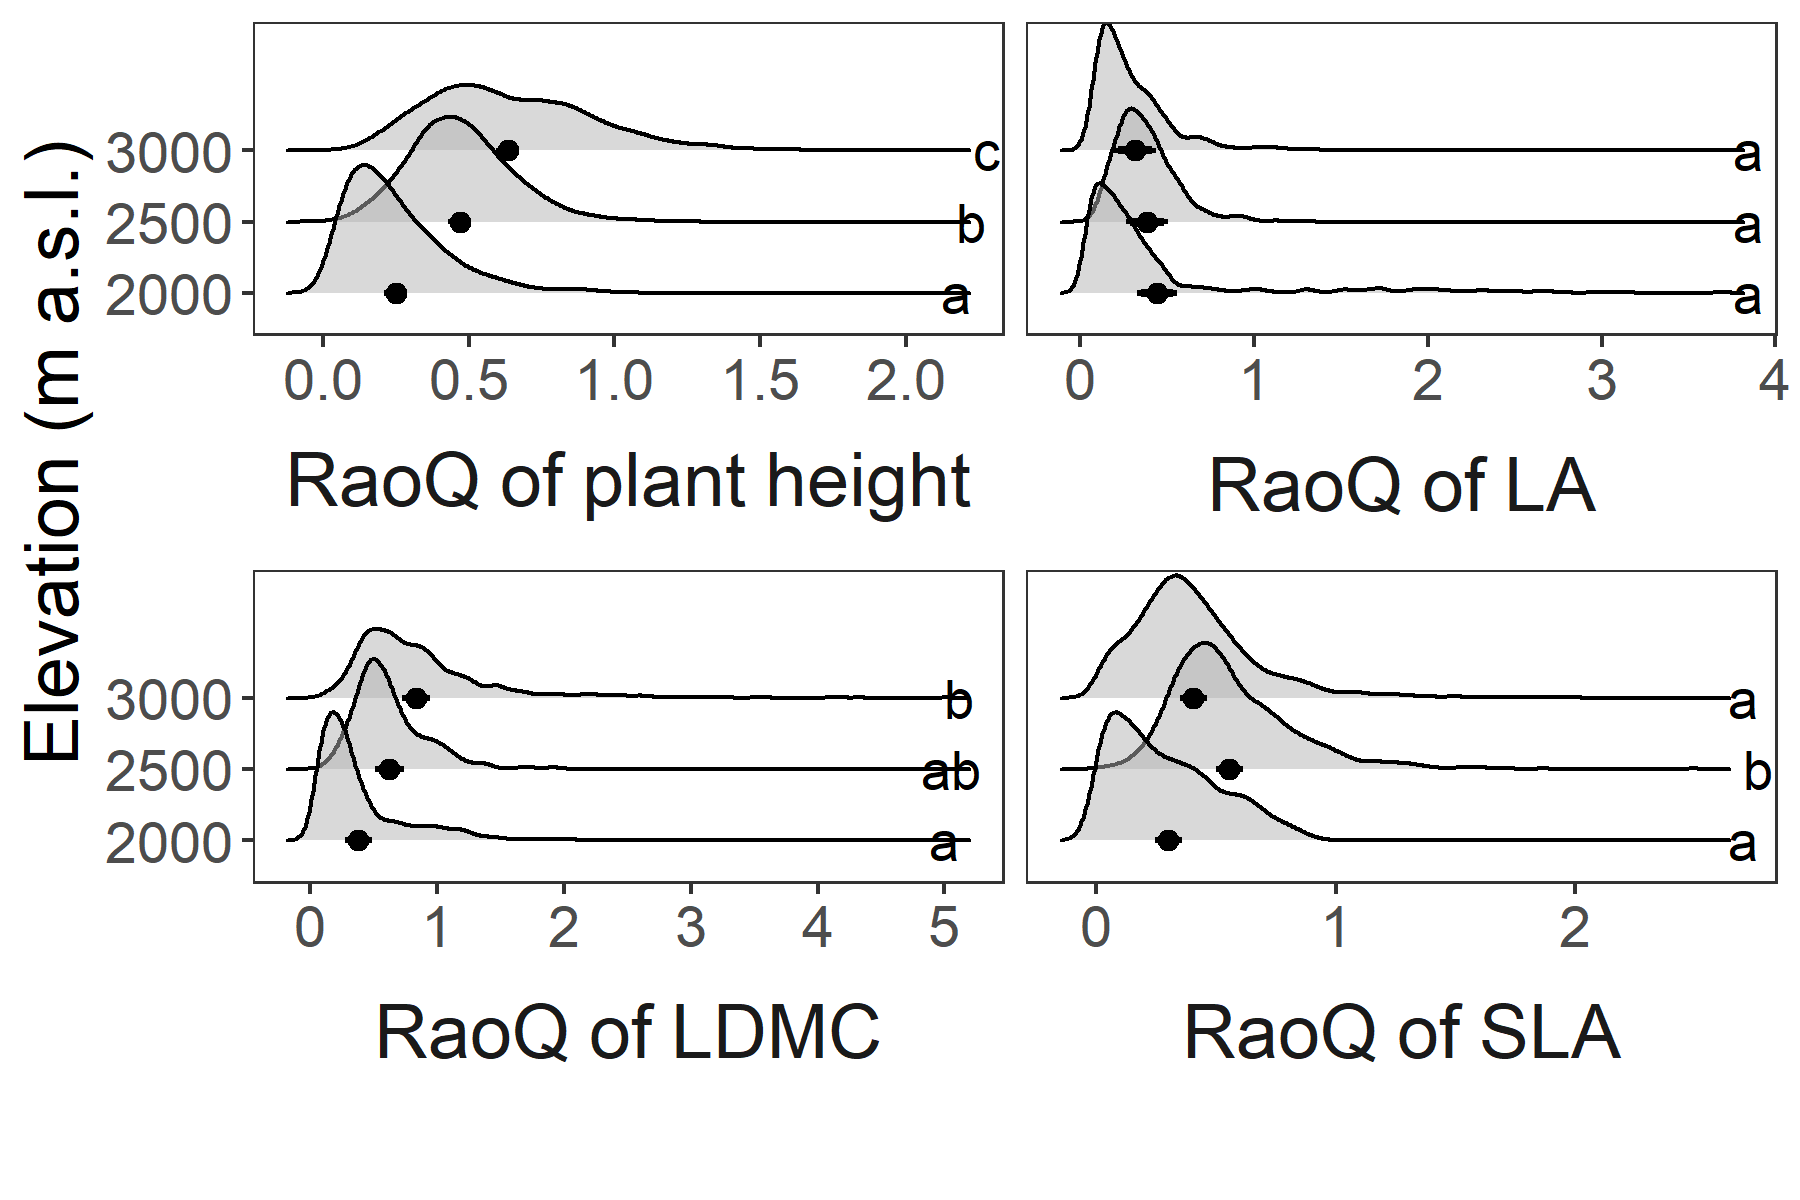 Elevation (m a.s.l.)
3000
2500
2000
c
b
a
0.0 0.5 1.0 1.5 2.0
RaoQ of plant height
a
a
a
0 1 2 3 4
RaoQ of LA
3000
2500
2000
b
ab
a
0 1 2 3 4 5
RaoQ of LDMC
a
b
a
0 1 2
RaoQ of SLA